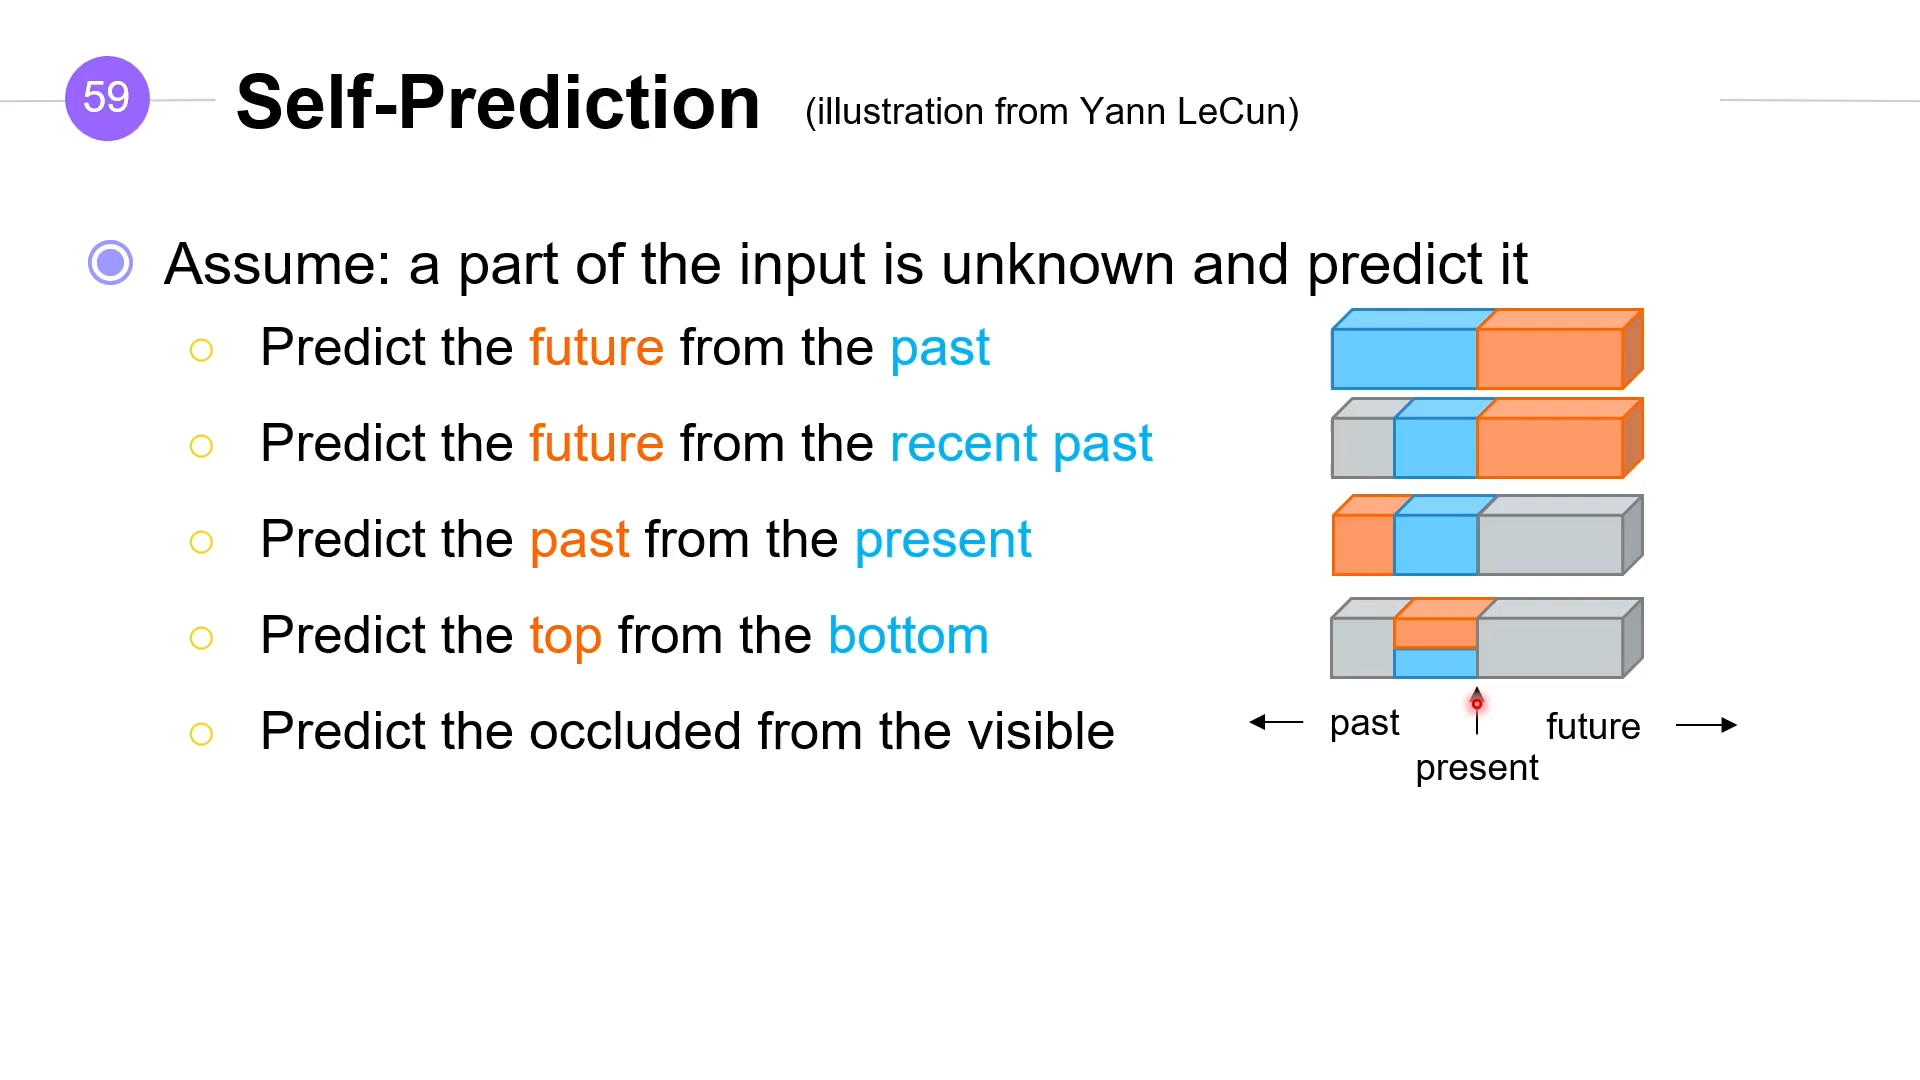 59
Self-Prediction (illustration from Yann LeCun)
Assume: a part of the input is unknown and predict it
Predict the future from the past
Predict the future from the recent past
Predict the past from the present
Predict the top from the bottom
Predict the occluded from the visible
past
future
present